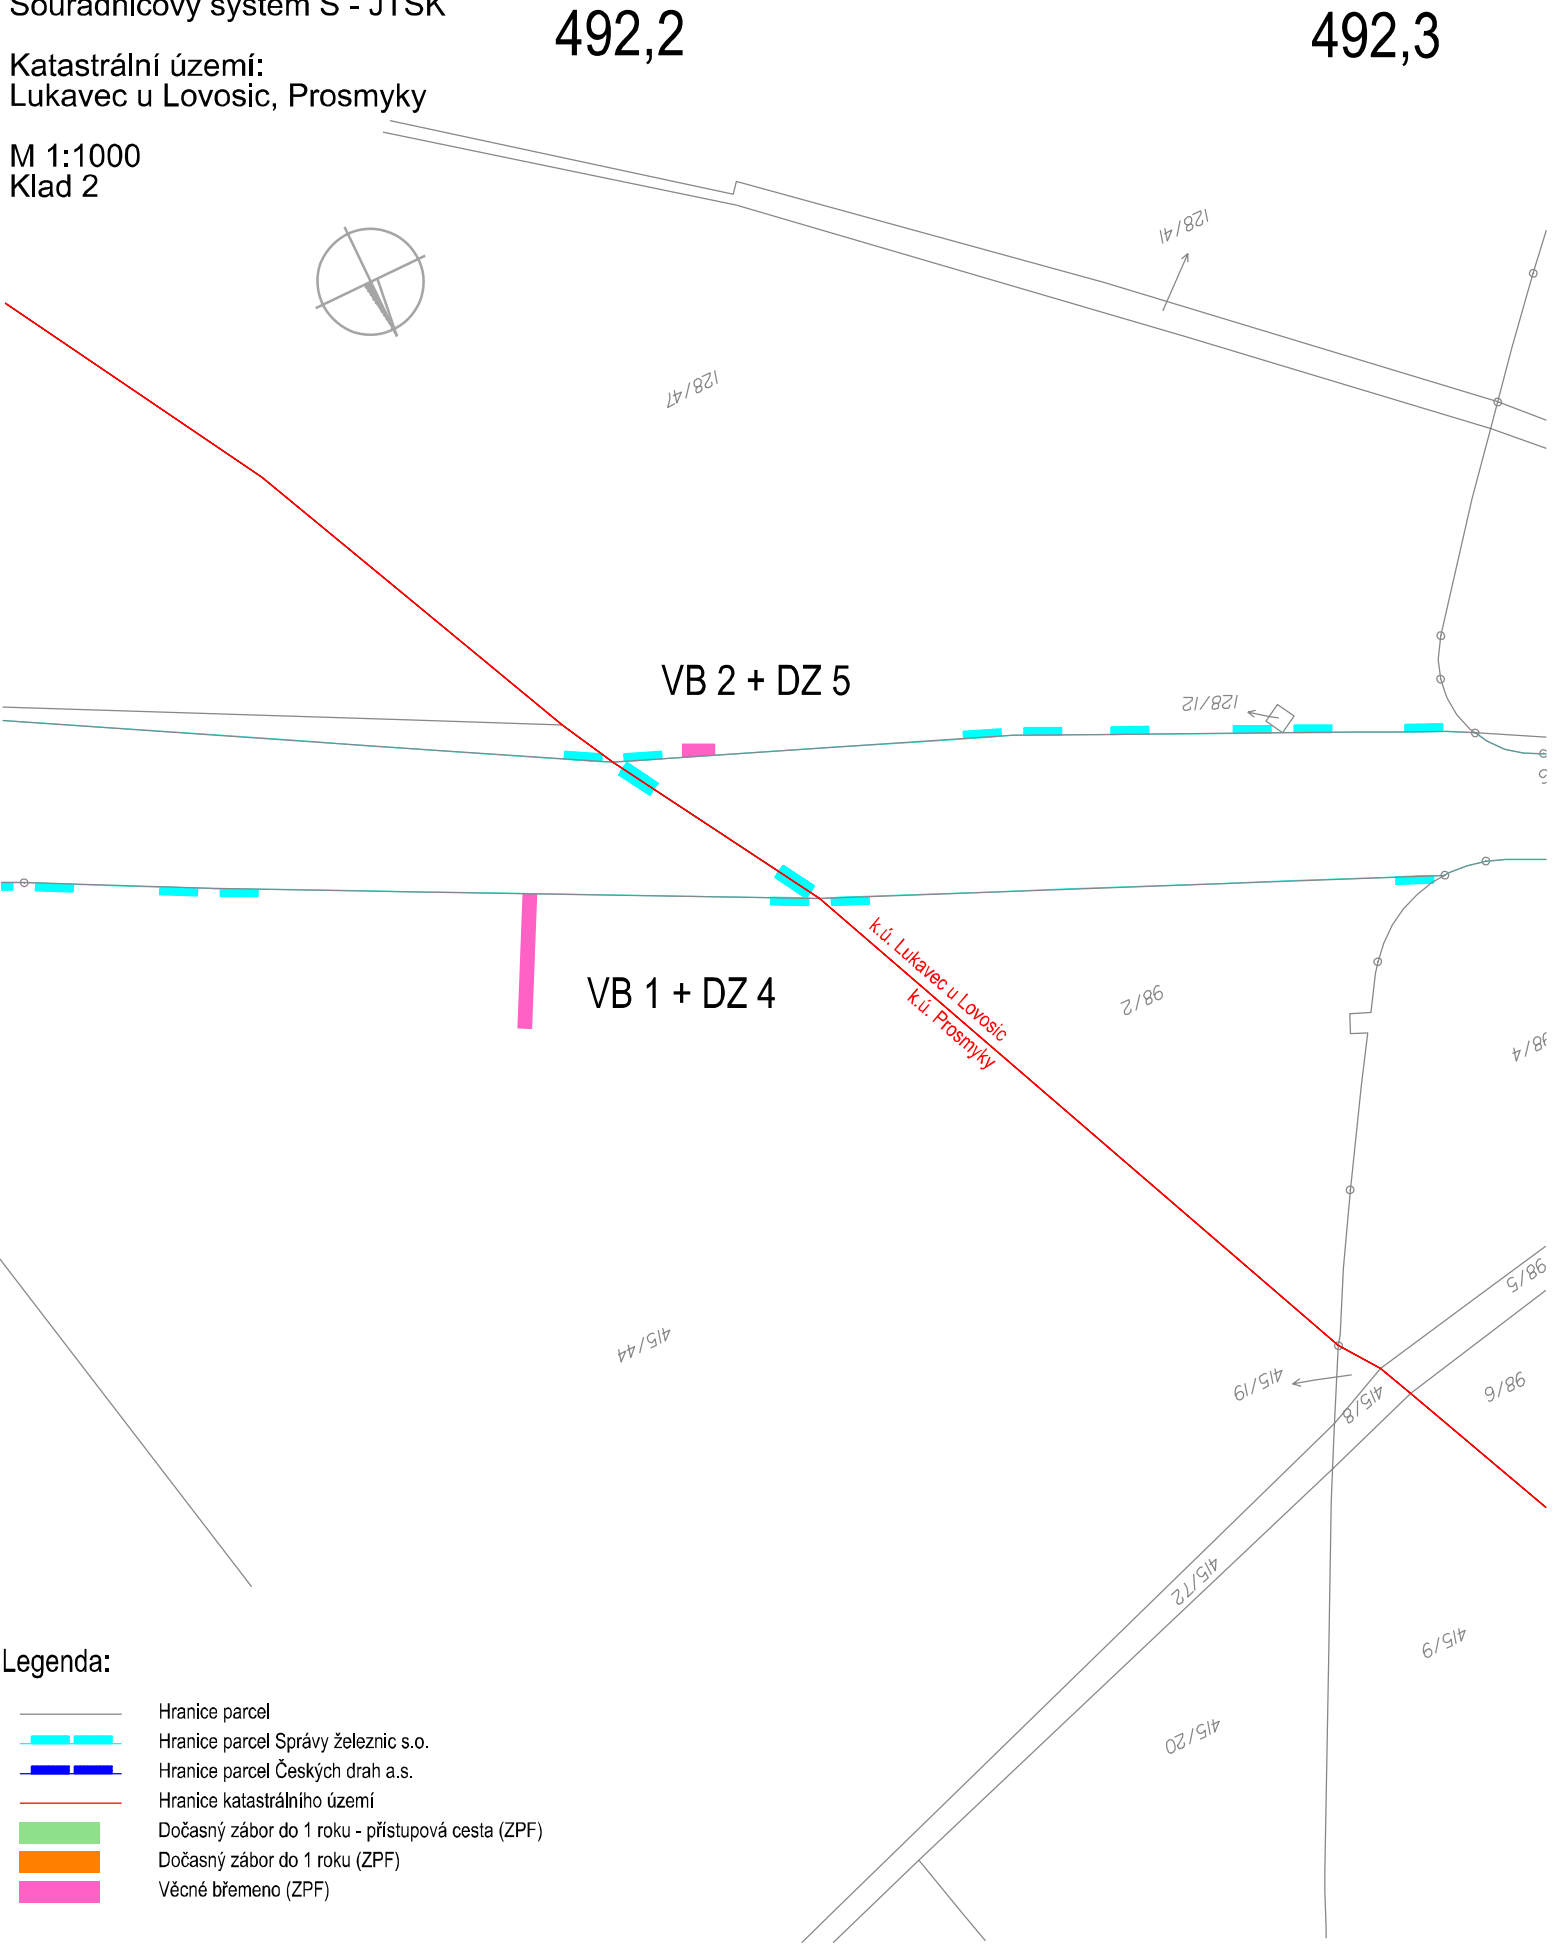 Souřadnicový systém S - JTSK
492,2
492,3
Katastrální území:
Lukavec u Lovosic, Prosmyky
M 1:1000
Klad 2
128/41
128/47
VB 2 + DZ 5
128/12
k.ú. Lukavec u Lovosic
k.ú. Prosmyky
VB 1 + DZ 4
98/2
98/4
98/5
415/44
415/19
415/8
98/6
415/72
415/9
415/20
Legenda:
Hranice parcel
Hranice parcel Správy železnic s.o.
Hranice parcel Českých drah a.s.
Hranice katastrálního území
Dočasný zábor do 1 roku - přístupová cesta (ZPF)
Dočasný zábor do 1 roku (ZPF)
Věcné břemeno (ZPF)